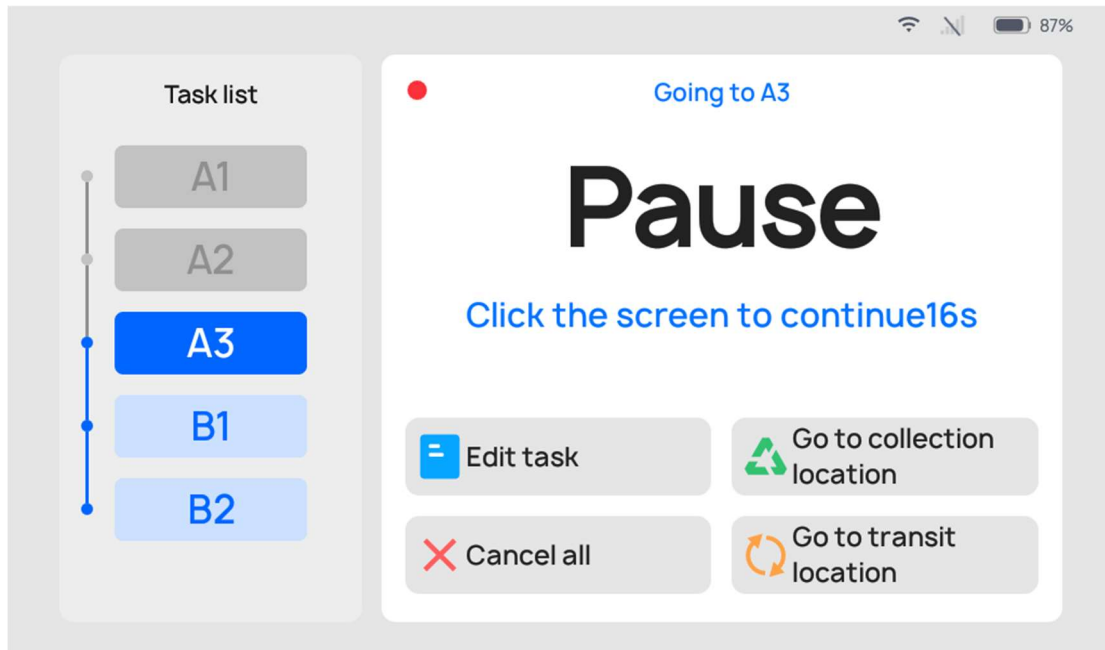 87%
Task list
A1
A2
A3
B1
B2
Going to A3
Pause
Click the screen to continue16s
Edit task
Go to collection
location
Cancel all
Go to transit
location